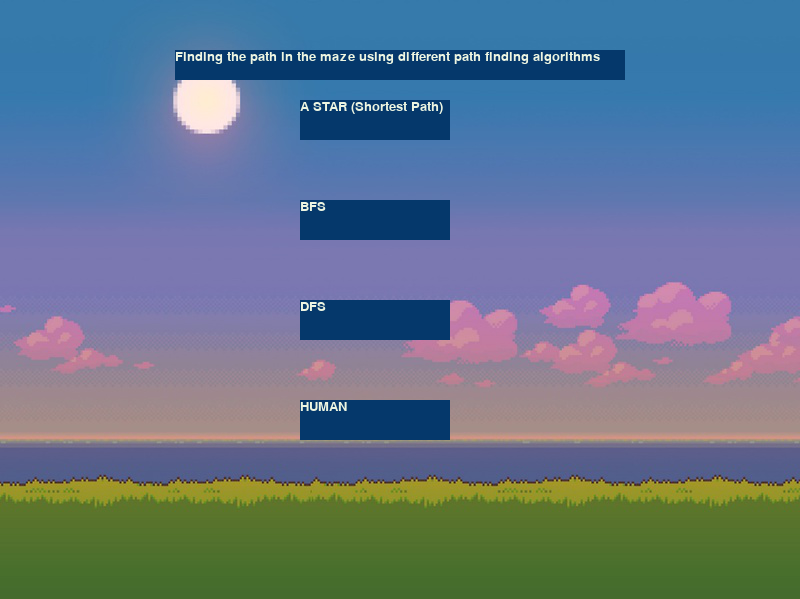 Finding the path in the maze using different path finding algorithms
A STAR (Shortest Path)
BFS
DFS
HUMAN